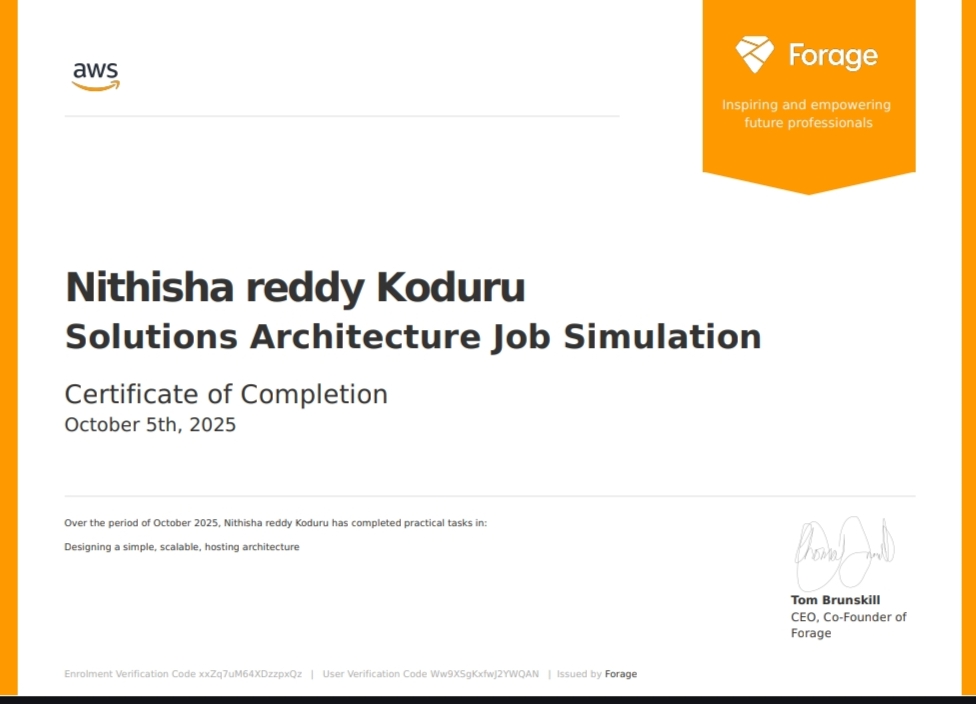 aws
Forage
Inspiring and empowering
future professionals
Nithisha reddy Koduru
Solutions Architecture Job Simulation
Certificate of Completion
October 5th, 2025
Over the period of October 2025, Nithisha reddy Koduru has completed practical tasks in:
Designing a simple, scalable, hosting architecture
Tom Brunskill
CEO, Co-Founder of
Forage
Enrolment Verification Code xxZq7uM64XDzzpxQz | User Verification Code Ww9XSgKxfwJ2YWQAN | Issued by Forage